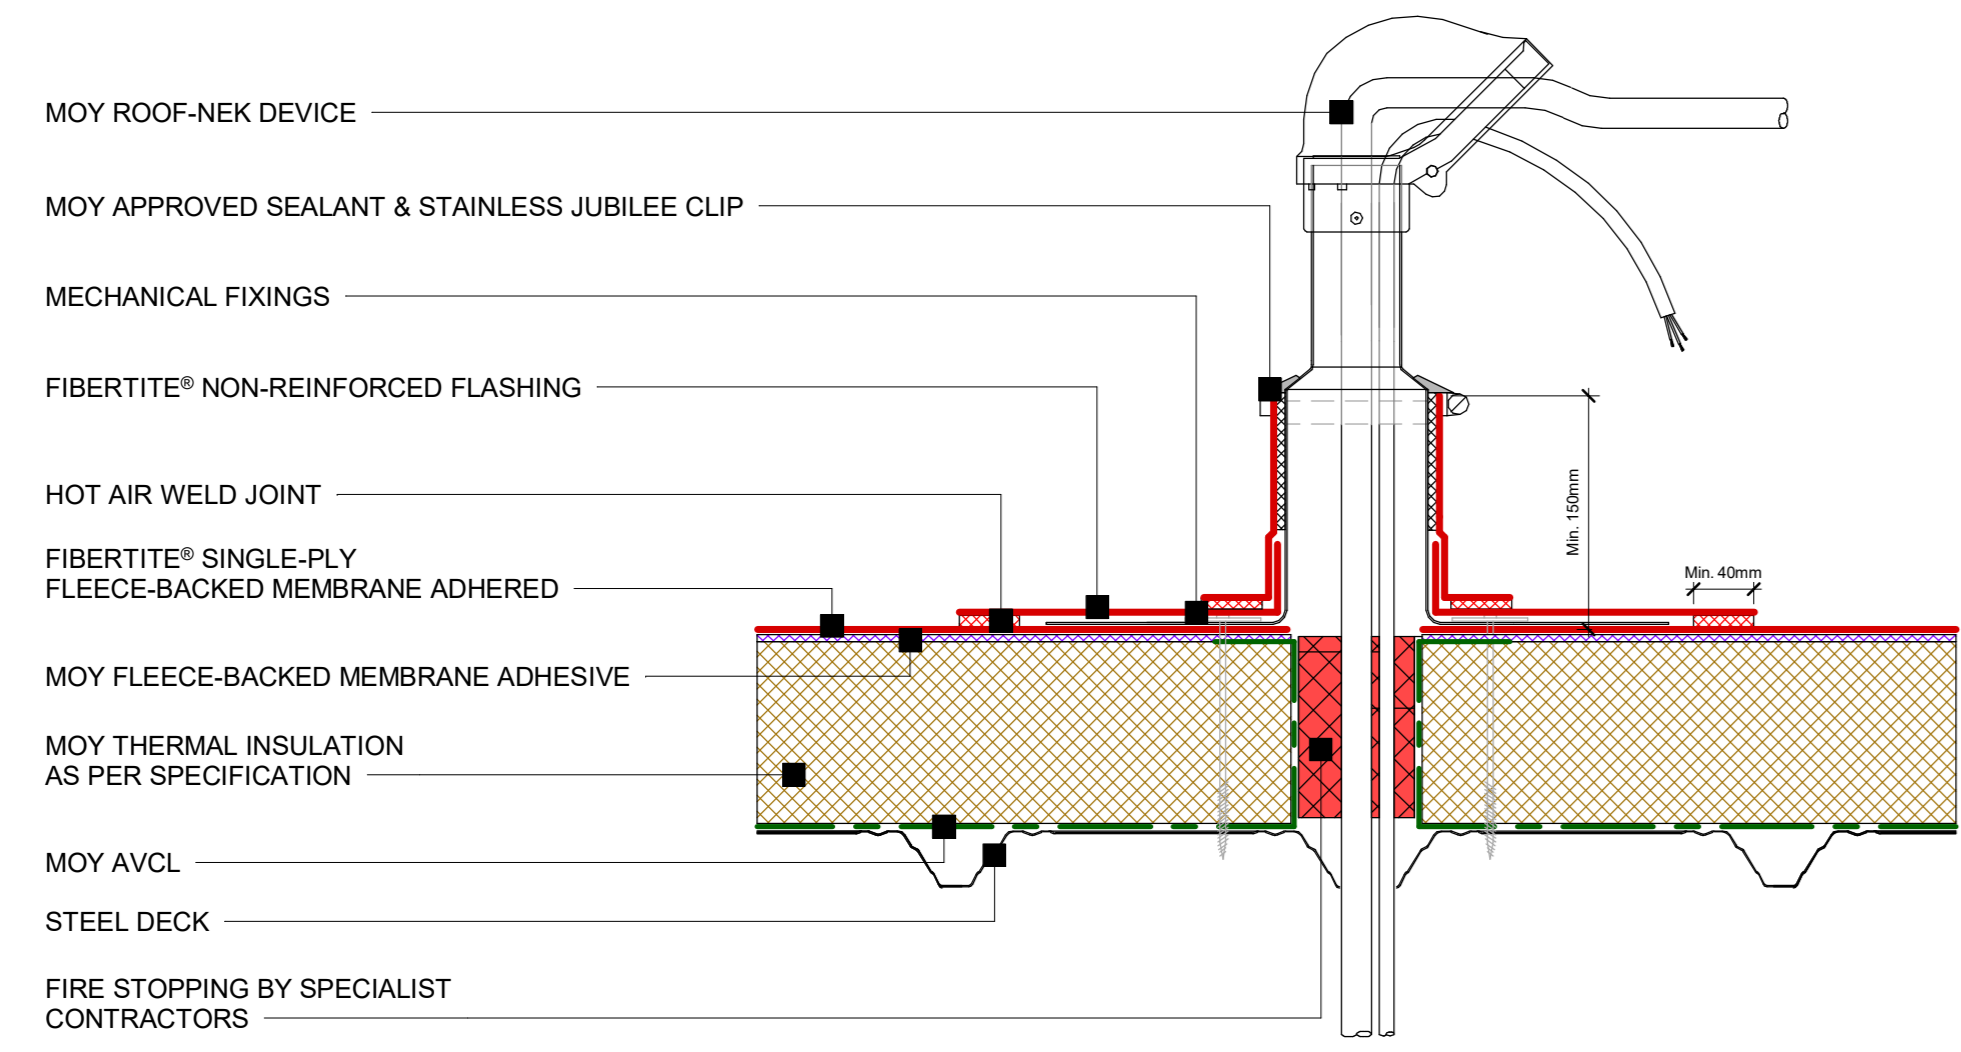 MOY ROOF-NEK DEVICE
MOY APPROVED SEALANT & STAINLESS JUBILEE CLIP
MECHANICAL FIXINGS
FIBERTITE® NON-REINFORCED FLASHING
HOT AIR WELD JOINT
FIBERTITE® SINGLE-PLY
FLEECE-BACKED MEMBRANE ADHERED
MOY FLEECE-BACKED MEMBRANE ADHESIVE
MOY THERMAL INSULATION
AS PER SPECIFICATION
MOY AVCL
STEEL DECK
FIRE STOPPING BY SPECIALIST
CONTRACTORS
Min. 150mm
Min. 40mm